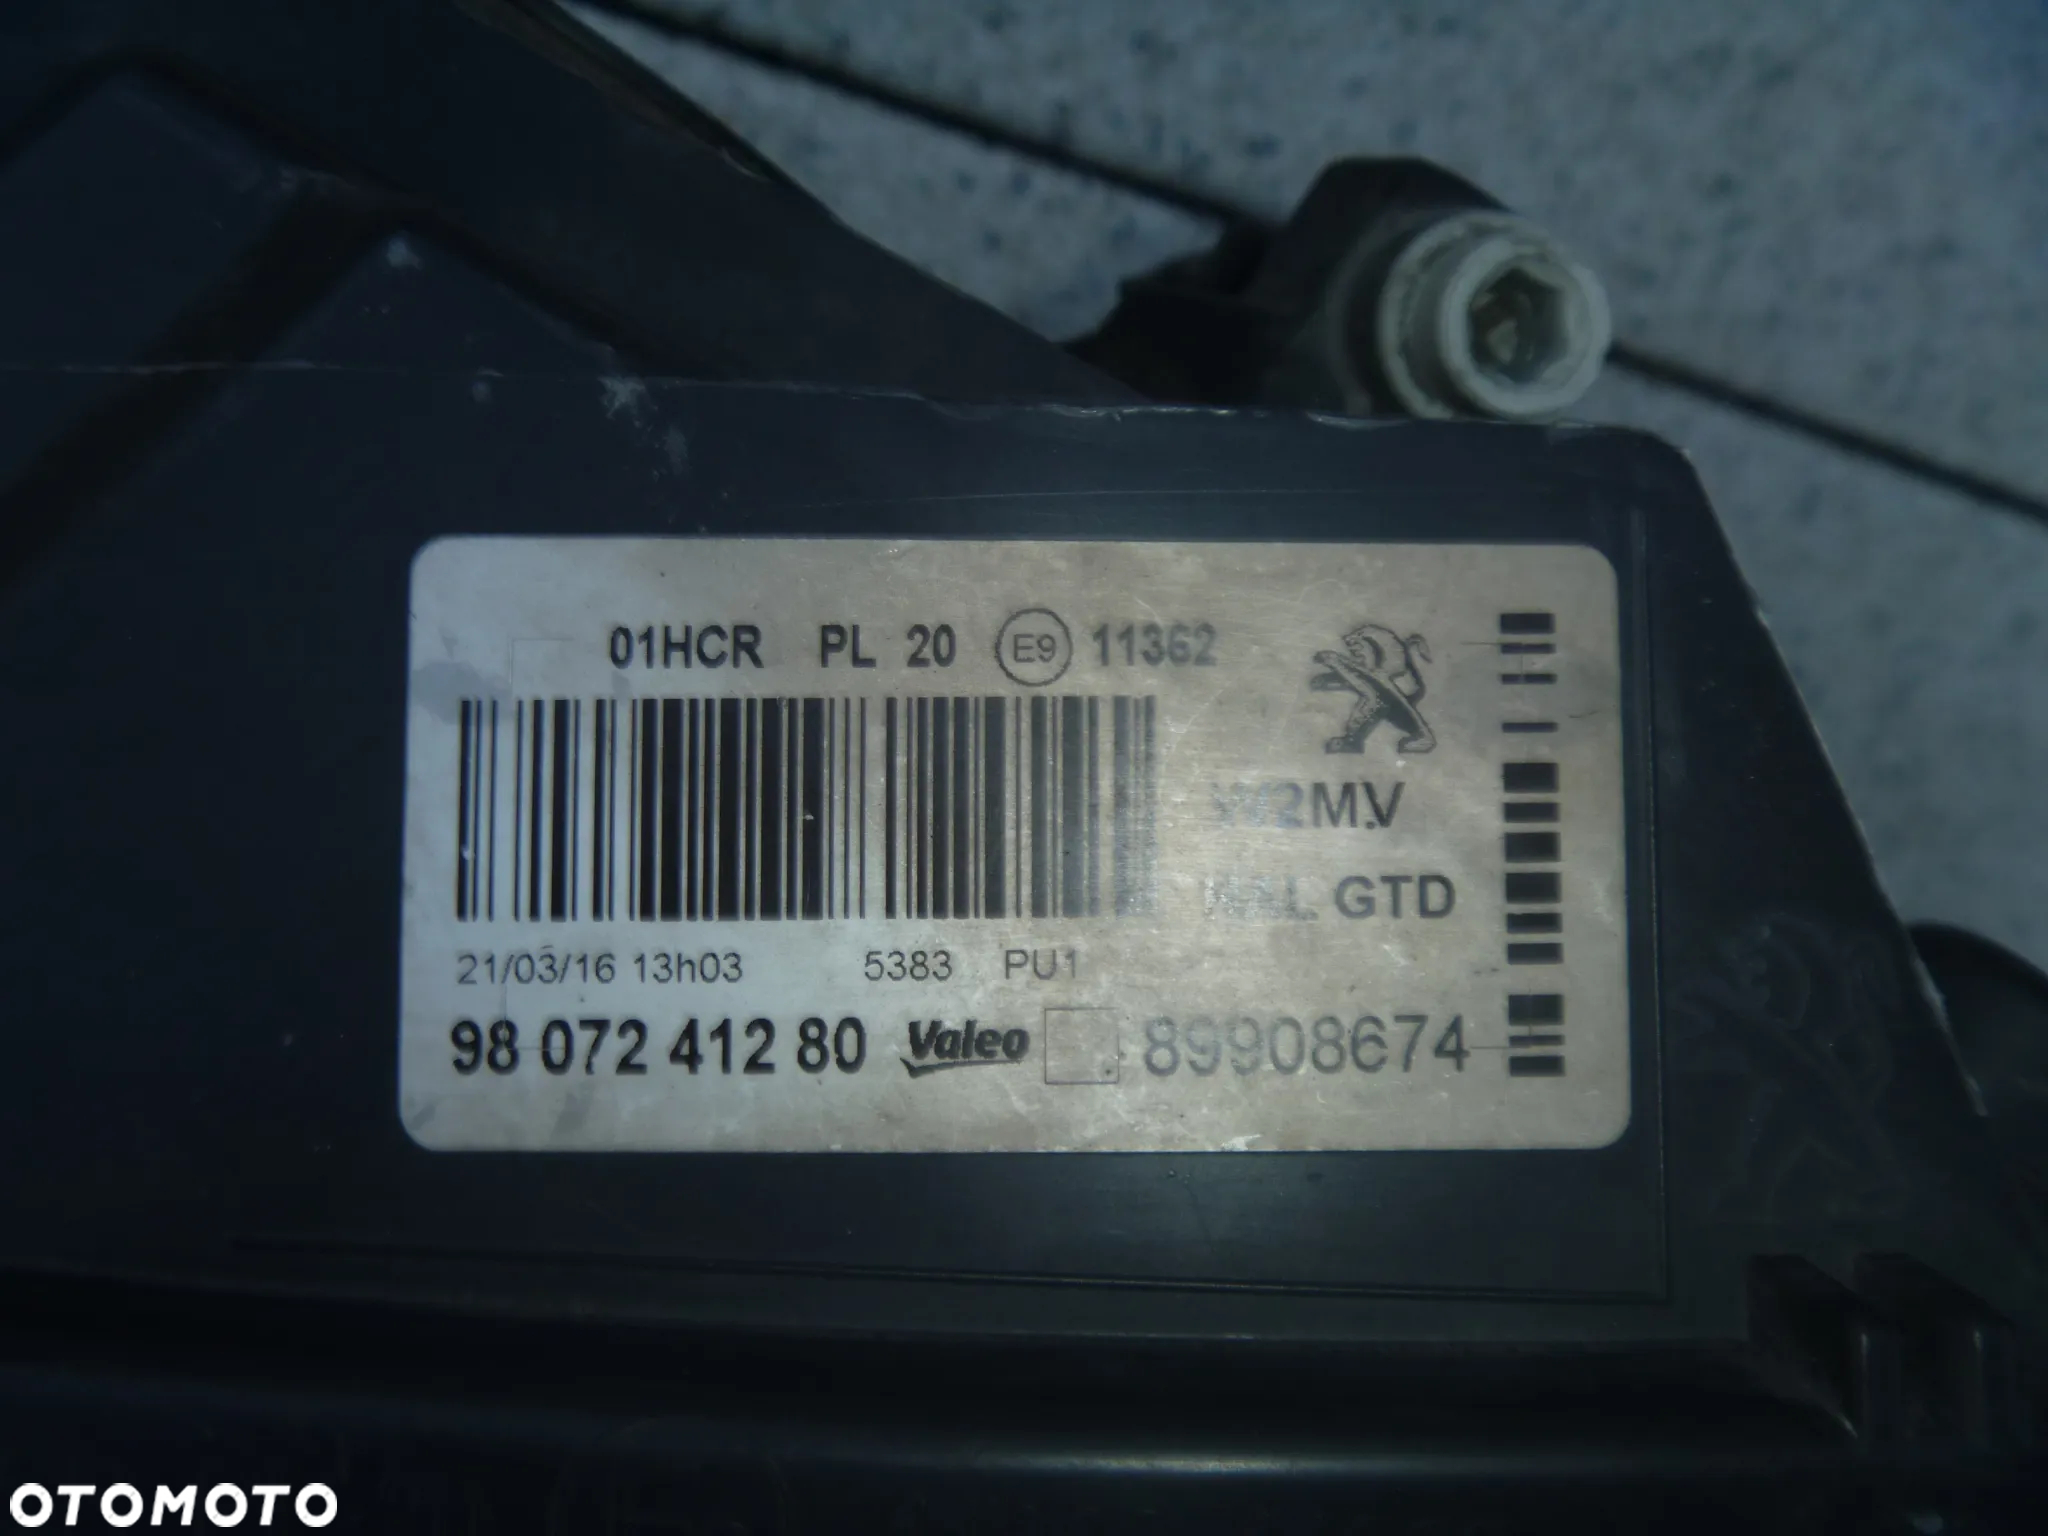 01HCR PL 20 E9 11362
W2M.V
GTD
21/03/16 13h03 5383 PU1
98 072 412 80 Valeo 89908674
OTOMOTO